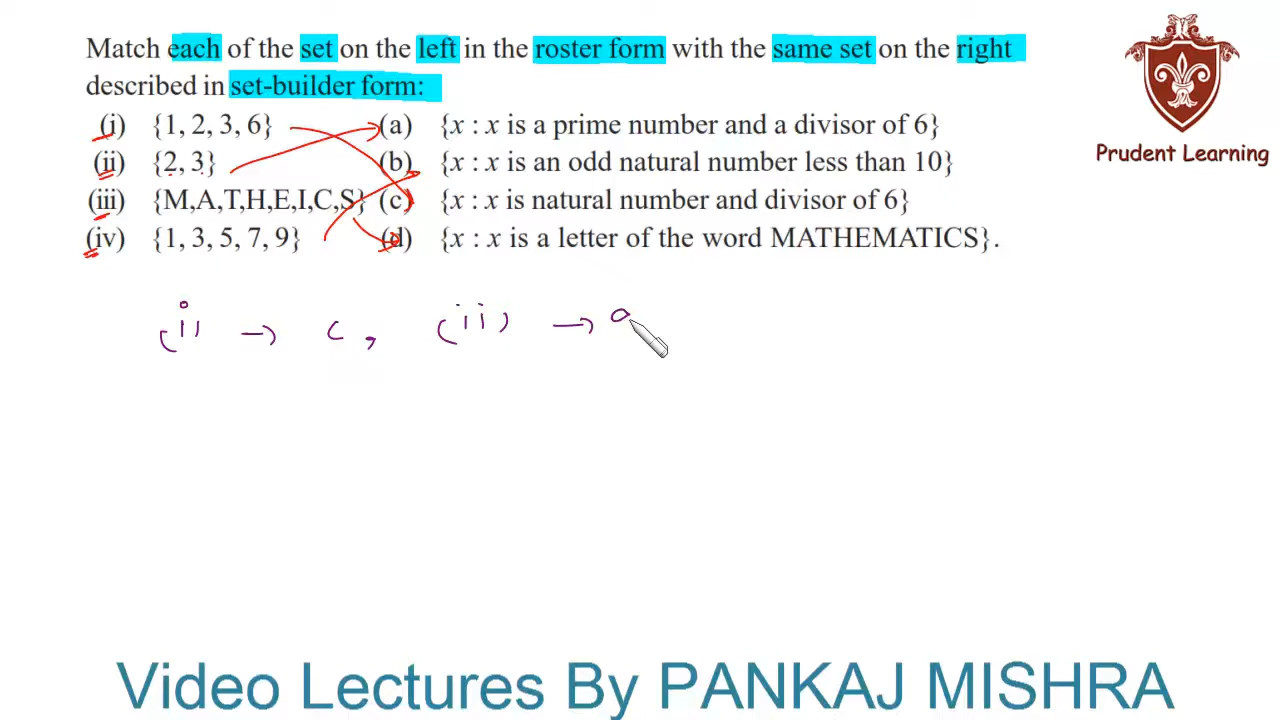 Match each of the set on the left in the roster form with the same set on the right
described in set-builder form:
(i) {1, 2, 3, 6} (a) {x : x is a prime number and a divisor of 6}
(ii) {2, 3} (b) {x : x is an odd natural number less than 10}
(iii) {M,A,T,H,E,I,C,S} (c) {x : x is natural number and divisor of 6}
(iv) {1, 3, 5, 7, 9} (d) {x : x is a letter of the word MATHEMATICS}.
Prudent Learning
(i) → c, (ii) → a
Video Lectures By PANKAJ MISHRA